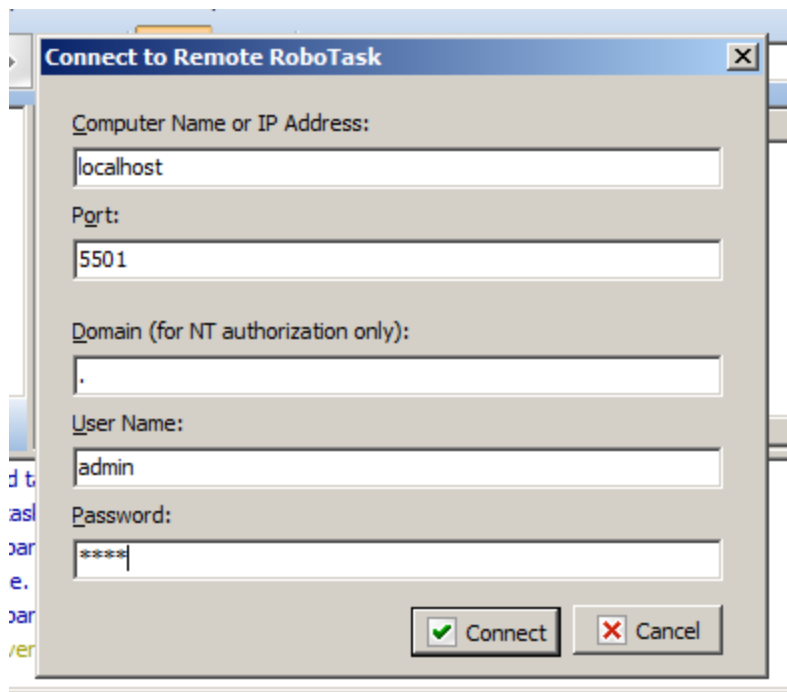 Connect to Remote RoboTask
Computer Name or IP Address:
localhost
Port:
5501
Domain (for NT authorization only):
.
User Name:
admin
Password:
****
Connect
Cancel
e.